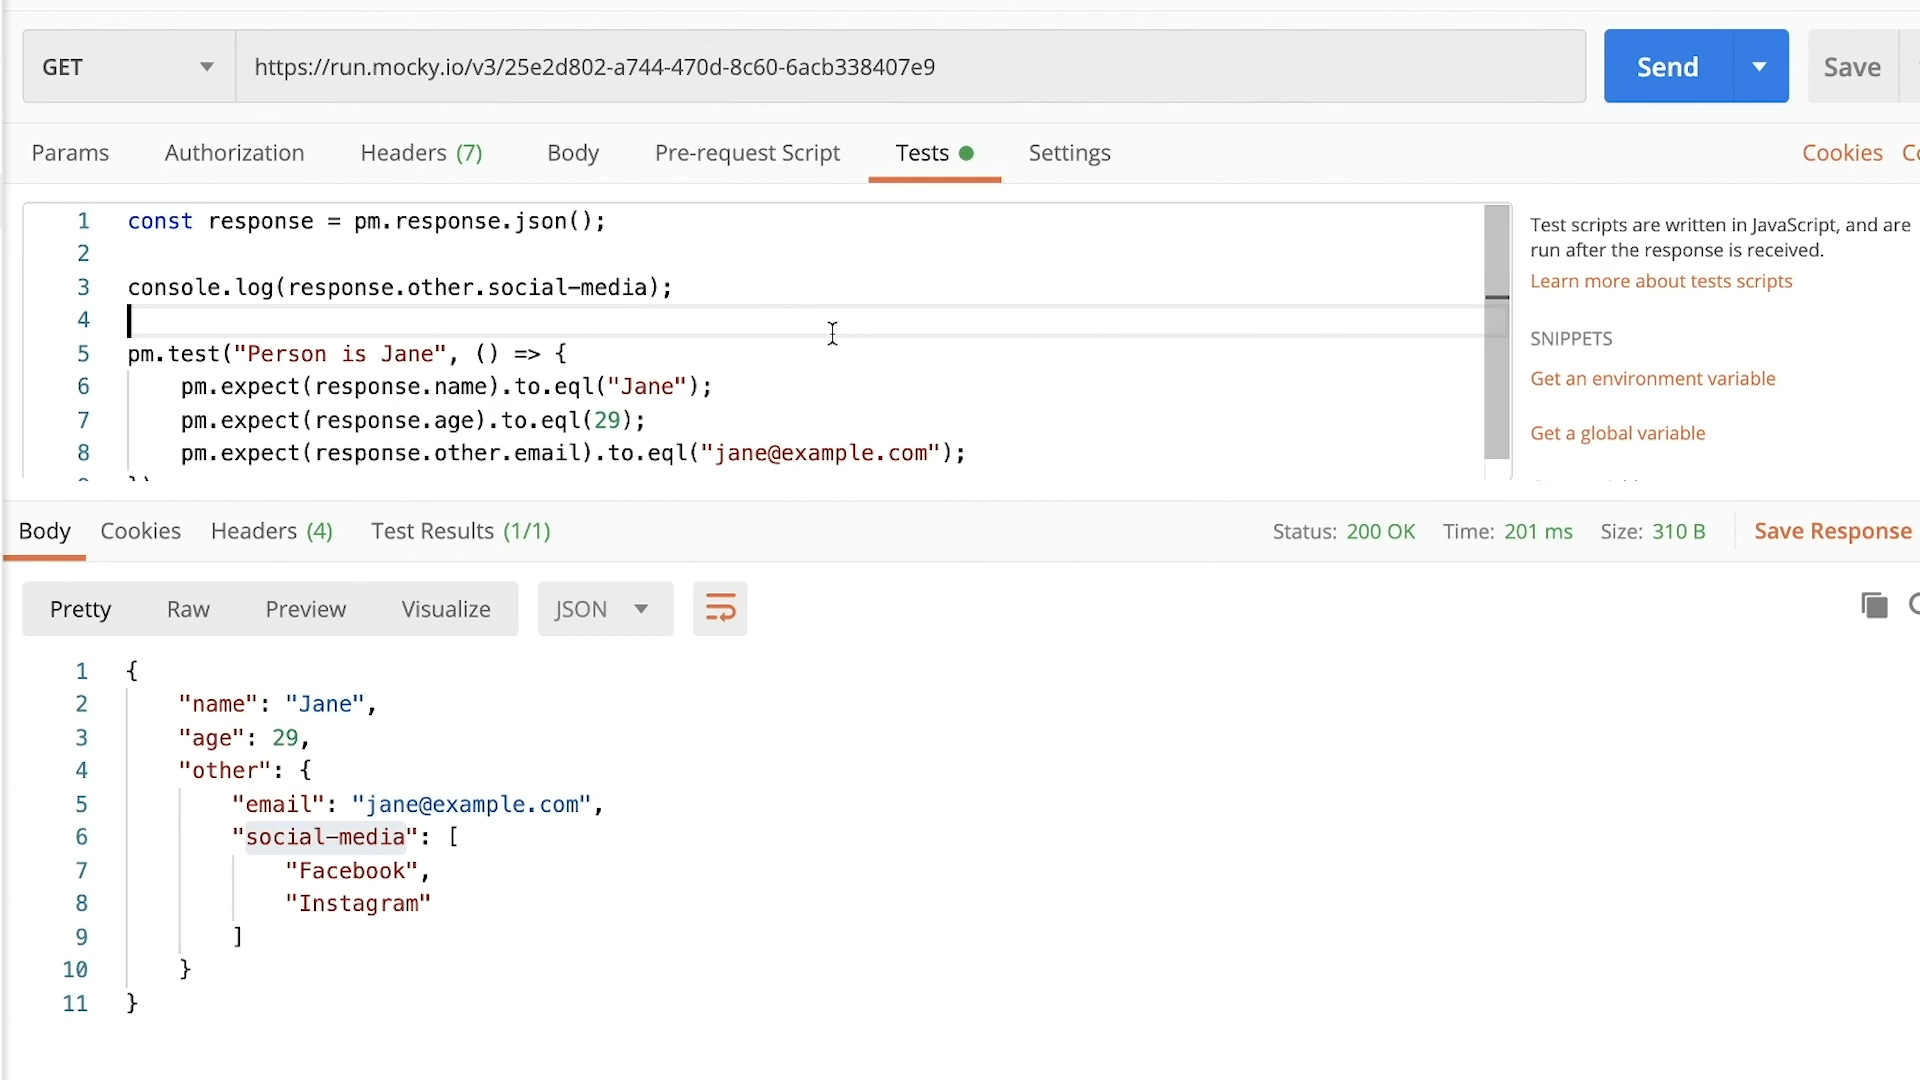 GET https://run.mocky.io/v3/25e2d802-a744-470d-8c60-6acb338407e9 Send Save
Params Authorization Headers (7) Body Pre-request Script Tests Settings Cookies
1 const response = pm.response.json();
2
3 console.log(response.other.social-media);
4
5 pm.test("Person is Jane", () => {
6 pm.expect(response.name).to.eql("Jane");
7 pm.expect(response.age).to.eql(29);
8 pm.expect(response.other.email).to.eql("jane@example.com");
Test scripts are written in JavaScript, and are
run after the response is received.
Learn more about tests scripts
SNIPPETS
Get an environment variable
Get a global variable
Body Cookies Headers (4) Test Results (1/1) Status: 200 OK Time: 201 ms Size: 310 B Save Response
Pretty Raw Preview Visualize JSON
1 {
2 "name": "Jane",
3 "age": 29,
4 "other": {
5 "email": "jane@example.com",
6 "social-media": [
7 "Facebook",
8 "Instagram"
9 ]
10 }
11 }